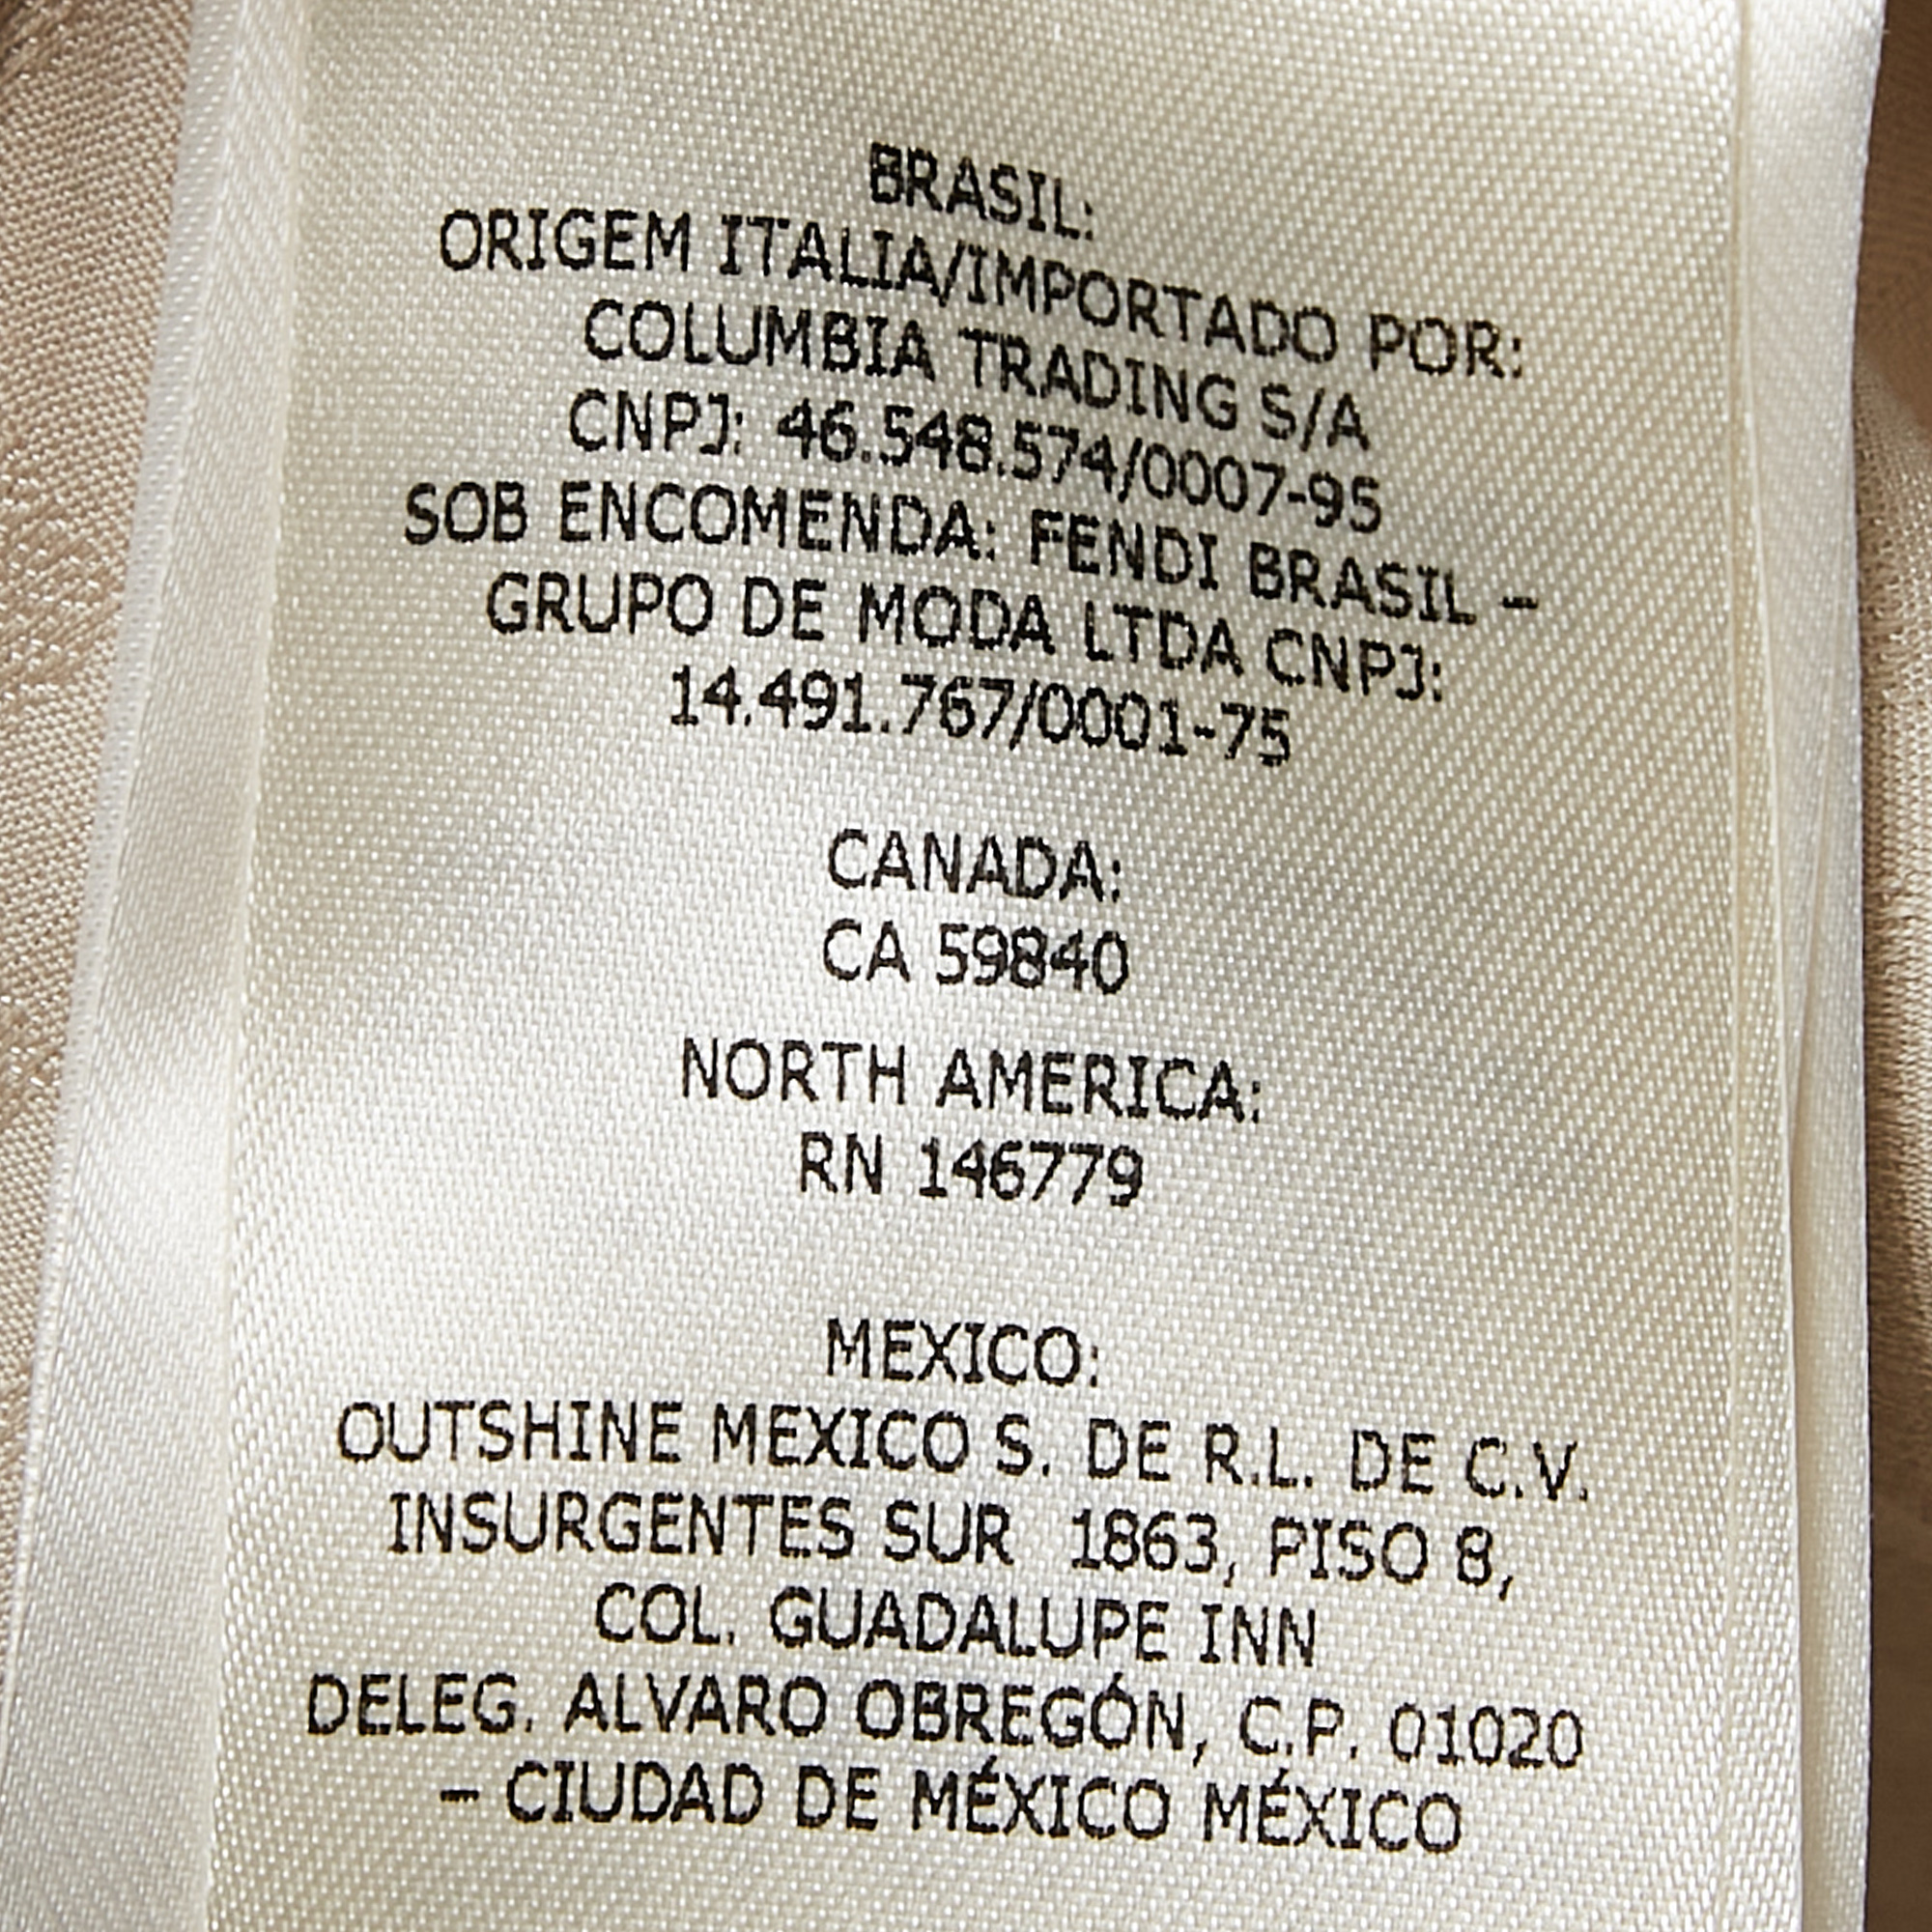 BRASIL:
ORIGEM ITALIA/IMPORTADO POR:
COLUMBIA TRADING S/A
CNPJ: 46.548.574/0007-95
SOB ENCOMENDA: FENDI BRASIL –
GRUPO DE MODA LTDA CNPJ:
14.491.767/0001-75
CANADA:
CA 59840
NORTH AMERICA:
RN 146779
MEXICO:
OUTSHINE MEXICO S. DE R.L. DE C.V.
INSURGENTES SUR 1863, PISO 8,
COL. GUADALUPE INN
DELEG. ALVARO OBREGÓN, C.P. 01020
– CIUDAD DE MÉXICO MÉXICO